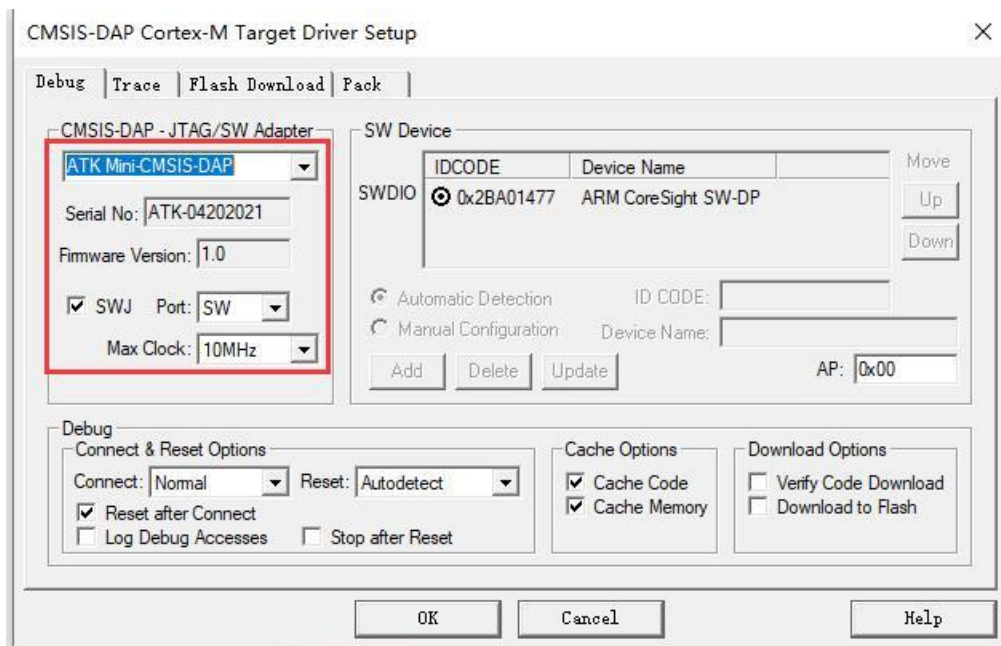 CMSIS-DAP Cortex-M Target Driver Setup
Debug Trace Flash Download Pack
CMSIS-DAP - JTAG/SW Adapter
ATK Mini-CMSIS-DAP
Serial No: ATK-04202021
Firmware Version: 1.0
SWJ Port: SW
Max Clock: 10MHz
SW Device
IDCODE Device Name
SWDIO 0x2BA01477 ARM CoreSight SW-DP
Move
Up
Down
Automatic Detection ID CODE:
Manual Configuration Device Name:
Add Delete Update AP: 0x00
Debug
Connect & Reset Options
Connect: Normal Reset: Autodetect
Reset after Connect
Log Debug Accesses Stop after Reset
Cache Options
Cache Code
Cache Memory
Download Options
Verify Code Download
Download to Flash
OK Cancel Help